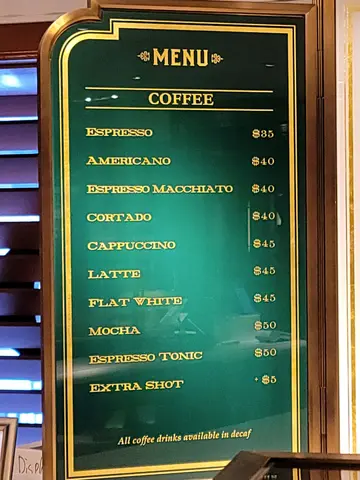 MENU
COFFEE
ESPRESSO $35
AMERICANO $40
ESPRESSO MACCHIATO $40
CORTADO $40
CAPPUCCINO $45
LATTE $45
FLAT WHITE $45
MOCHA $50
ESPRESSO TONIC $50
EXTRA SHOT + $5
All coffee drinks available in decaf